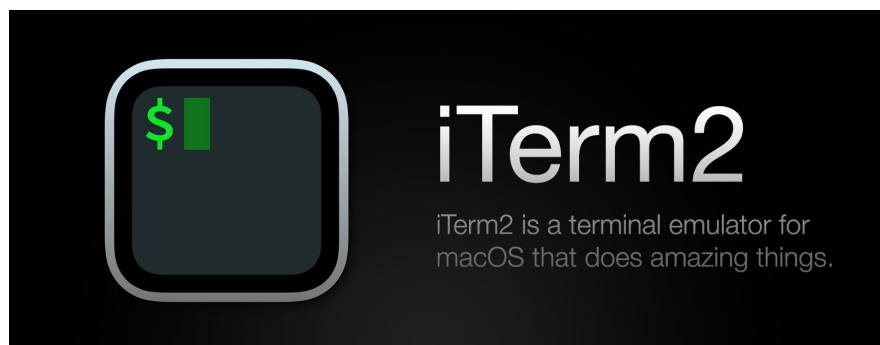 $
iTerm2
iTerm2 is a terminal emulator for
macOS that does amazing things.